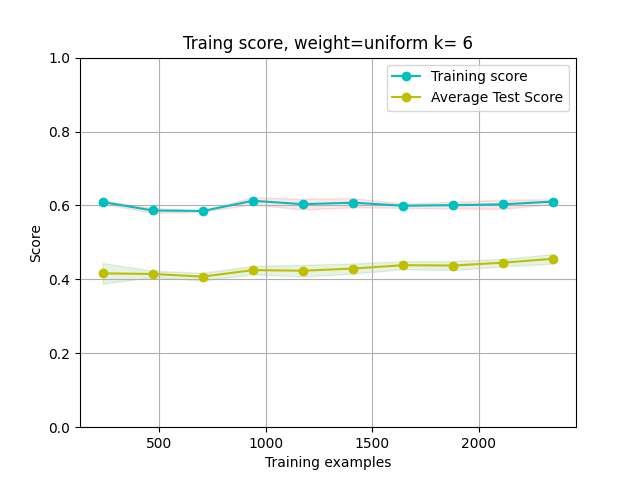 Traing score, weight=uniform k= 6
Training score
Average Test Score
Score
1.0
0.8
0.6
0.4
0.2
0.0
500
1000
1500
2000
Training examples